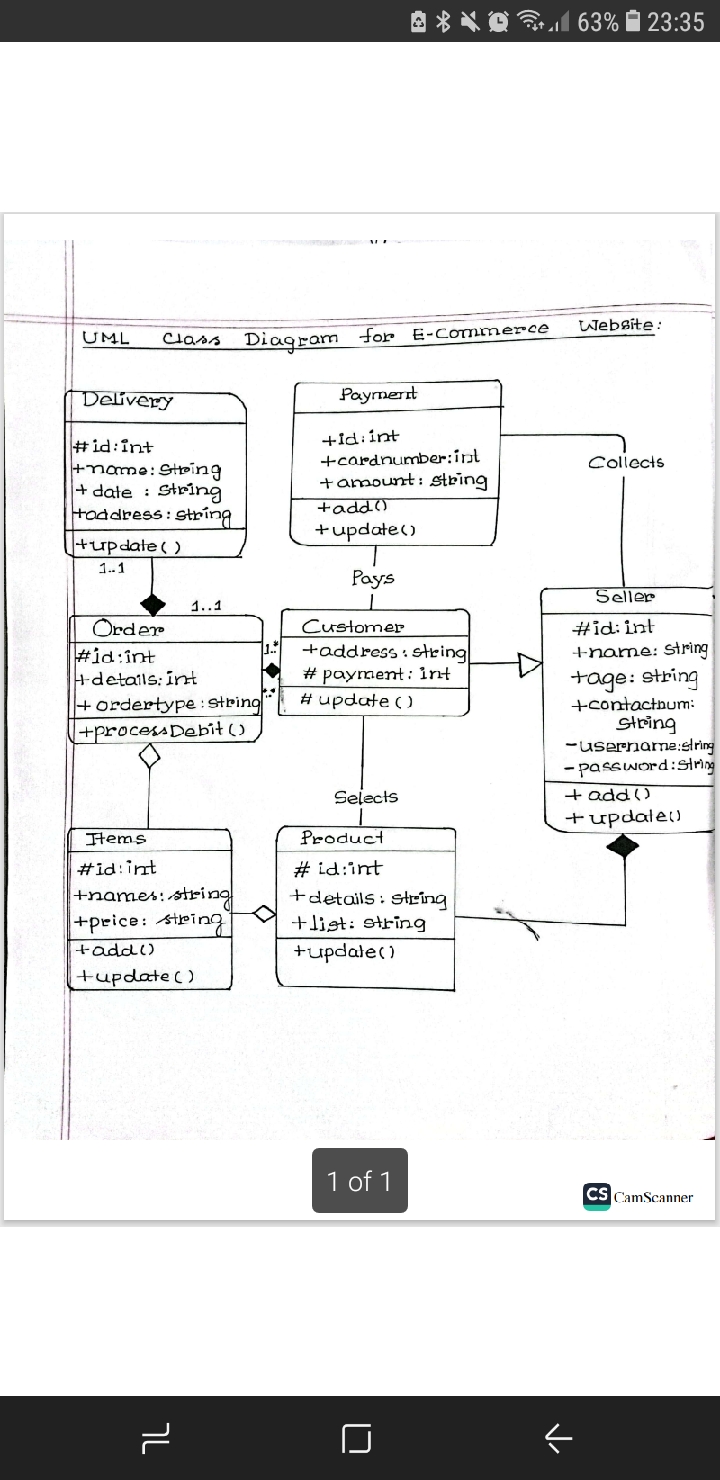 63% 23:35
UML Class Diagram for E-Commerce Website:
Delivery
#id:int
+name: String
+ date : String
+address: string
+update()
1..1
Payment
+id:int
+cardnumber:int
+amount: string
+add()
+update()
Collects
Pays
1..1
Order
#id:int
+details:int
+ ordertype:string
+processDebit()
1..*
Customer
+address:string
# payment: int
# update()
Seller
#id:int
+name: string
+age: string
+contactnum:
string
-username:string
-password:string
+ add()
+ update()
Selects
Items
#id:int
+names: string
+price: string
+add()
+update()
Product
# id:int
+details: string
+list: string
+update()
1 of 1
CS CamScanner